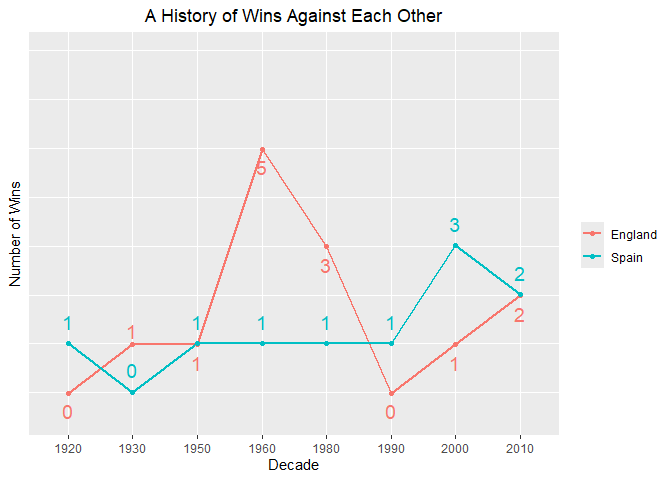 A History of Wins Against Each Other
Number of Wins
5
3
3
2
1 1 1 1 1 1
0
1 1 2
0 0
England
Spain
1920 1930 1950 1960 1980 1990 2000 2010
Decade